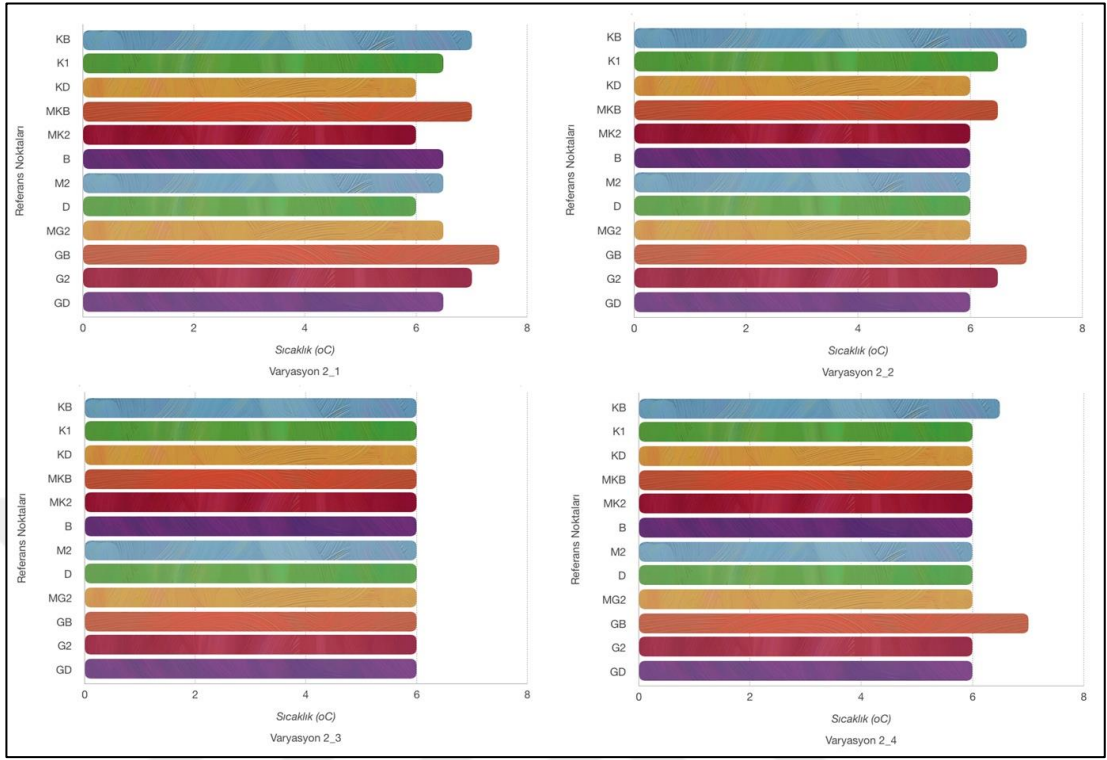 Referans Noktaları
KB
K1
KD
MKB
MK2
B
M2
D
MG2
GB
G2
GD
0 2 4 6 8
Sıcaklık (oC)
Varyasyon 2_1
Referans Noktaları
KB
K1
KD
MKB
MK2
B
M2
D
MG2
GB
G2
GD
0 2 4 6 8
Sıcaklık (oC)
Varyasyon 2_2
Referans Noktaları
KB
K1
KD
MKB
MK2
B
M2
D
MG2
GB
G2
GD
0 2 4 6 8
Sıcaklık (oC)
Varyasyon 2_3
Referans Noktaları
KB
K1
KD
MKB
MK2
B
M2
D
MG2
GB
G2
GD
0 2 4 6 8
Sıcaklık (oC)
Varyasyon 2_4